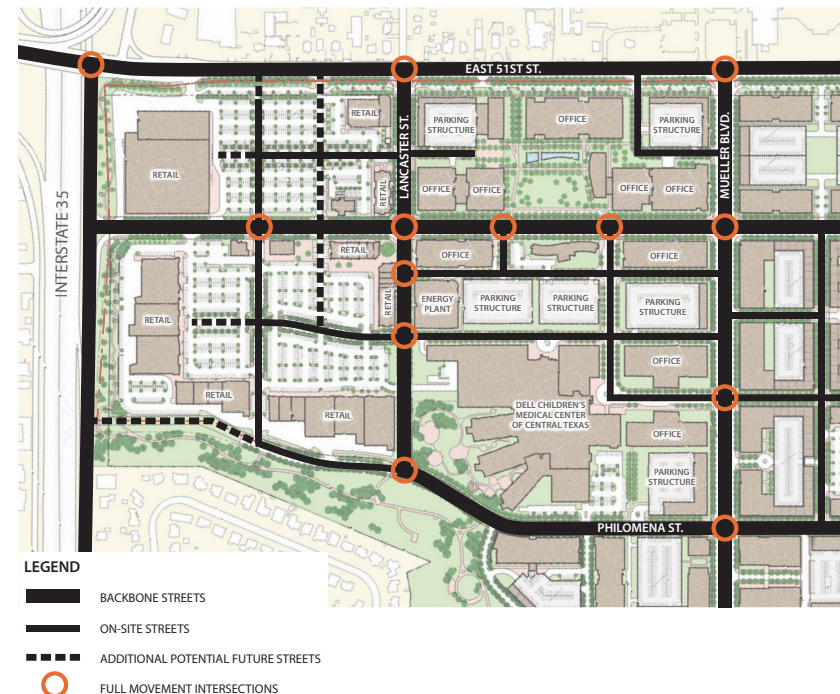 EAST 51ST ST.
RETAIL
PARKING
STRUCTURE
OFFICE
PARKING
STRUCTURE
LANCASTER ST.
MUELLER BLVD.
RETAIL
RETAIL
OFFICE
OFFICE
OFFICE
OFFICE
INTERSTATE 35
RETAIL
OFFICE
OFFICE
RETAIL
ENERGY
PLANT
PARKING
STRUCTURE
PARKING
STRUCTURE
PARKING
STRUCTURE
RETAIL
OFFICE
RETAIL
RETAIL
DELL CHILDREN'S
MEDICAL CENTER
OF CENTRAL TEXAS
OFFICE
PARKING
STRUCTURE
PHILOMENA ST.
LEGEND
BACKBONE STREETS
ON-SITE STREETS
ADDITIONAL POTENTIAL FUTURE STREETS
FULL MOVEMENT INTERSECTIONS